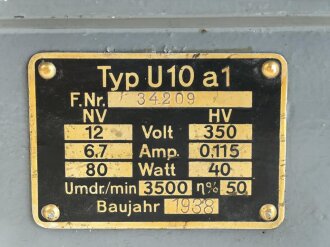 Typ U10 a1
F.Nr. 34209
NV HV
12 Volt 350
6,7 Amp. 0,115
80 Watt 40
Umdr./min 3500 η% 50
Baujahr 1938